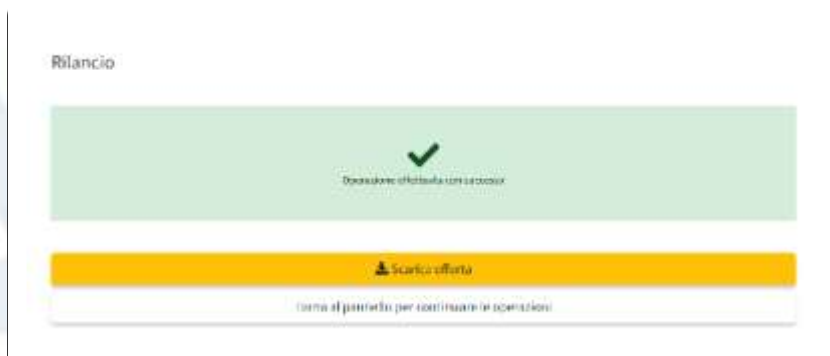 Rilancio
Operazione effettuata con successo
Scarica offerta
Torna al pannello per continuare le operazioni